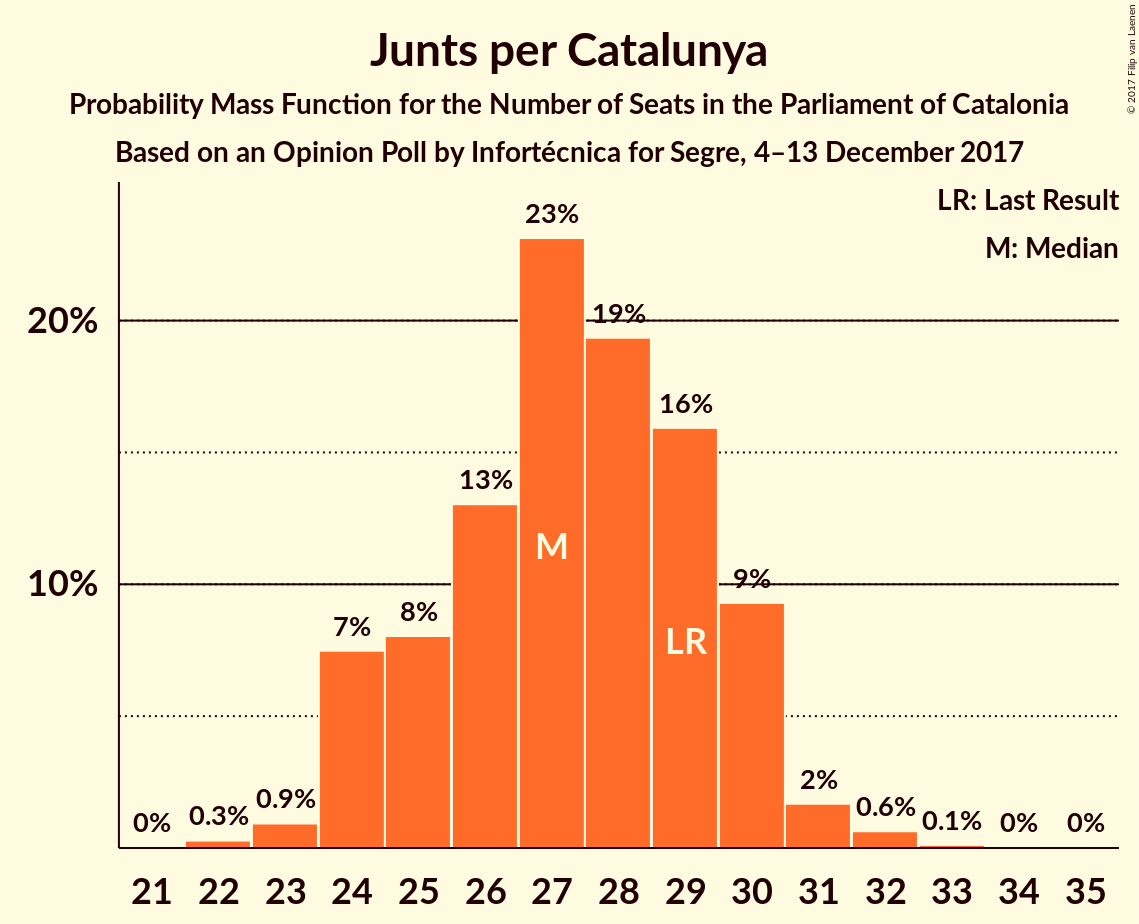 Junts per Catalunya
Probability Mass Function for the Number of Seats in the Parliament of Catalonia
Based on an Opinion Poll by Infortécnica for Segre, 4–13 December 2017
© 2017 Filip van Laenen
LR: Last Result
M: Median
20%
10%
0%
0.3%
0.9%
7%
8%
13%
23%
19%
16%
9%
2%
0.6%
0.1%
0%
0%
M
LR
21 22 23 24 25 26 27 28 29 30 31 32 33 34 35